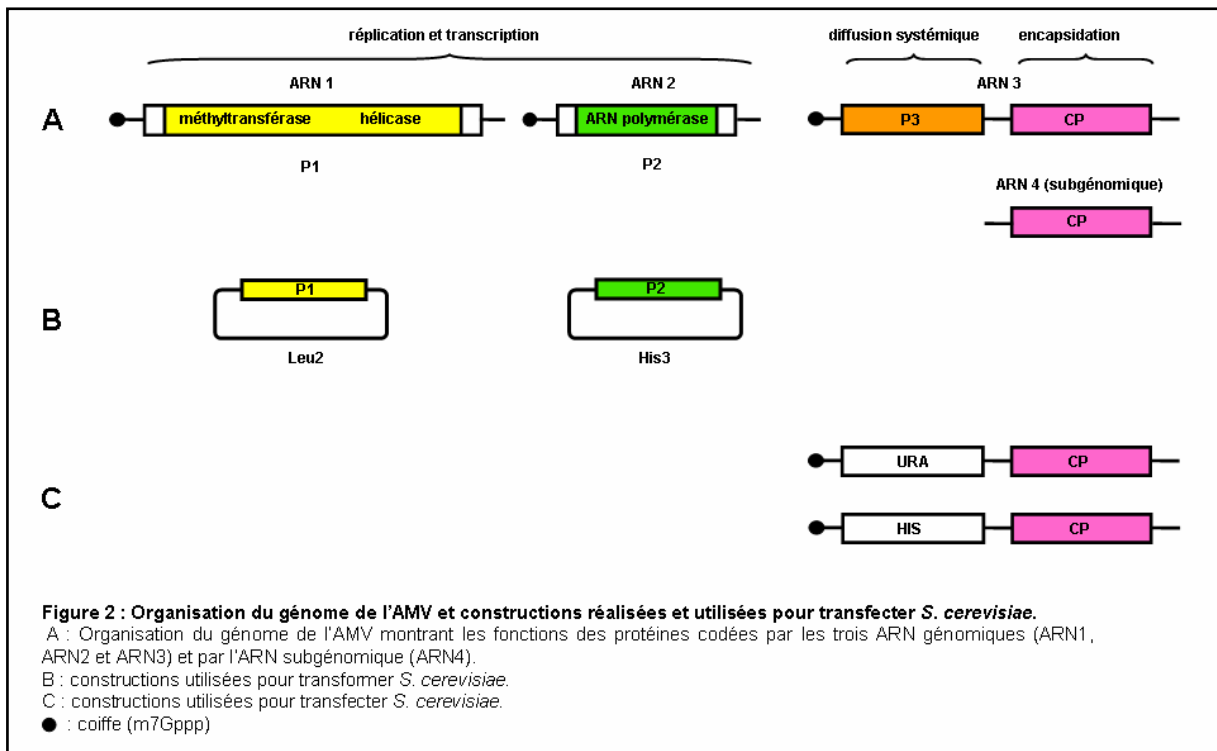 réplication et transcription
diffusion systémique
encapsidation
ARN 1
ARN 2
ARN 3
A
méthyltransférase hélicase
ARN polymérase
P3
CP
P1
P2
ARN 4 (subgénomique)
CP
B
P1
P2
Leu2
His3
URA
CP
C
HIS
CP
Figure 2 : Organisation du génome de l'AMV et constructions réalisées et utilisées pour transfecter S. cerevisiae.
A : Organisation du génome de l'AMV montrant les fonctions des protéines codées par les trois ARN génomiques (ARN1,
ARN2 et ARN3) et par l'ARN subgénomique (ARN4).
B : constructions utilisées pour transformer S. cerevisiae.
C : constructions utilisées pour transfecter S. cerevisiae.
● : coiffe (m7Gppp)